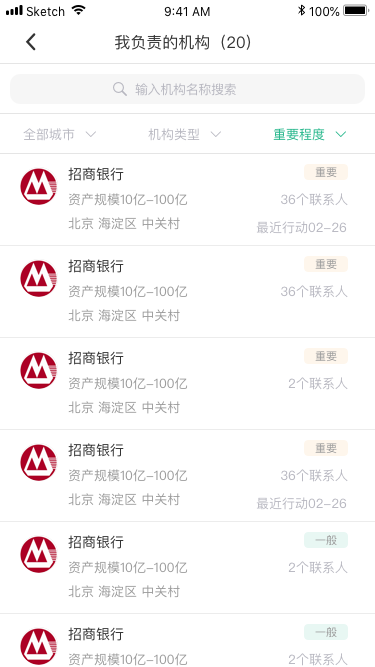 Sketch 9:41 AM 100%
我负责的机构（20）
输入机构名称搜索
全部城市 机构类型 重要程度
招商银行 重要
资产规模10亿-100亿 36个联系人
北京 海淀区 中关村 最近行动02-26
招商银行 重要
资产规模10亿-100亿 36个联系人
北京 海淀区 中关村
招商银行 重要
资产规模10亿-100亿 2个联系人
北京 海淀区 中关村
招商银行 重要
资产规模10亿-100亿 36个联系人
北京 海淀区 中关村 最近行动02-26
招商银行 一般
资产规模10亿-100亿 2个联系人
北京 海淀区 中关村
招商银行 一般
资产规模10亿-100亿 2个联系人